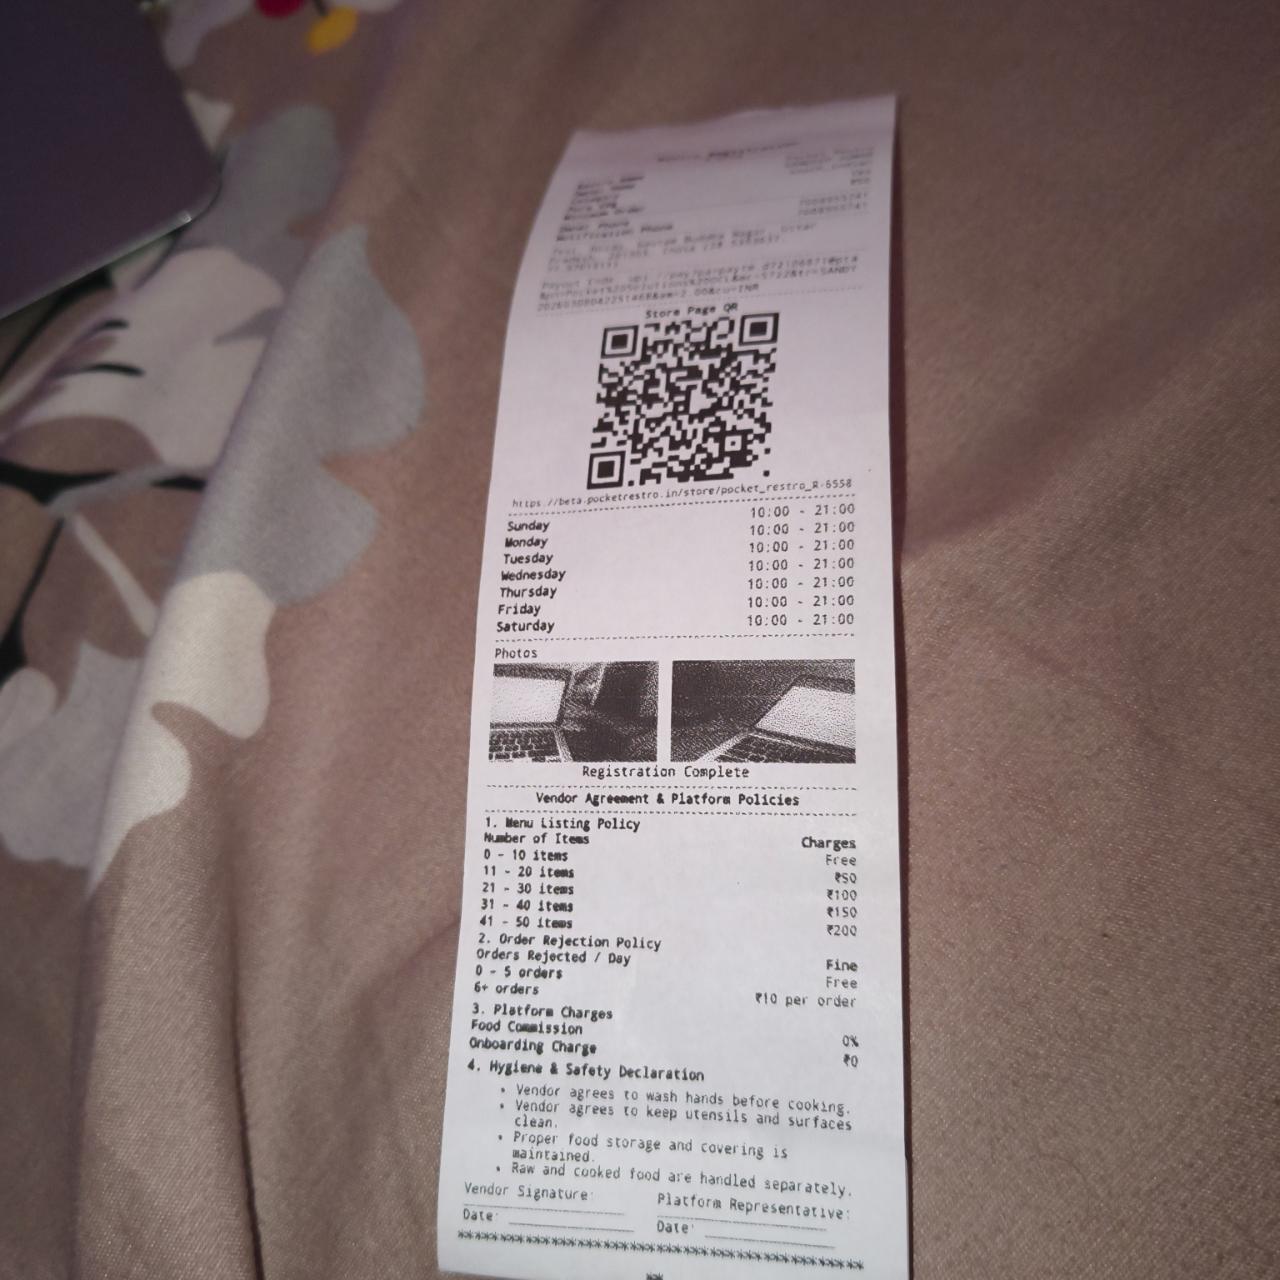 Store Page QR
https://beta.pocketrestro.in/store/pocket_restro_R-6558
Sunday 10:00 - 21:00
Monday 10:00 - 21:00
Tuesday 10:00 - 21:00
Wednesday 10:00 - 21:00
Thursday 10:00 - 21:00
Friday 10:00 - 21:00
Saturday 10:00 - 21:00
Photos
Registration Complete
Vendor Agreement & Platform Policies
1. Menu Listing Policy
Number of Items Charges
0 - 10 items Free
11 - 20 items ₹50
21 - 30 items ₹100
31 - 40 items ₹150
41 - 50 items ₹200
2. Order Rejection Policy
Orders Rejected / Day Fine
0 - 5 orders Free
6+ orders ₹10 per order
3. Platform Charges
Food Commission 0%
Onboarding Charge ₹0
4. Hygiene & Safety Declaration
• Vendor agrees to wash hands before cooking.
• Vendor agrees to keep utensils and surfaces
clean.
• Proper food storage and covering is
maintained.
• Raw and cooked food are handled separately.
Vendor Signature: Platform Representative:
Date: Date: